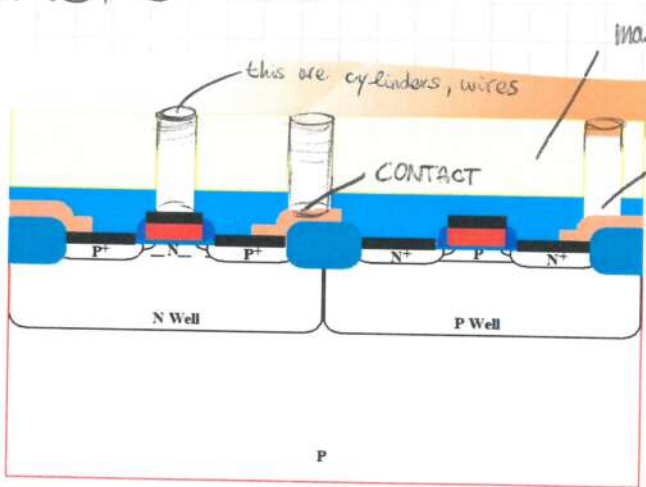 this are cylinders, wires
CONTACT
P+ N P+ N+ P N+
N Well P Well
P